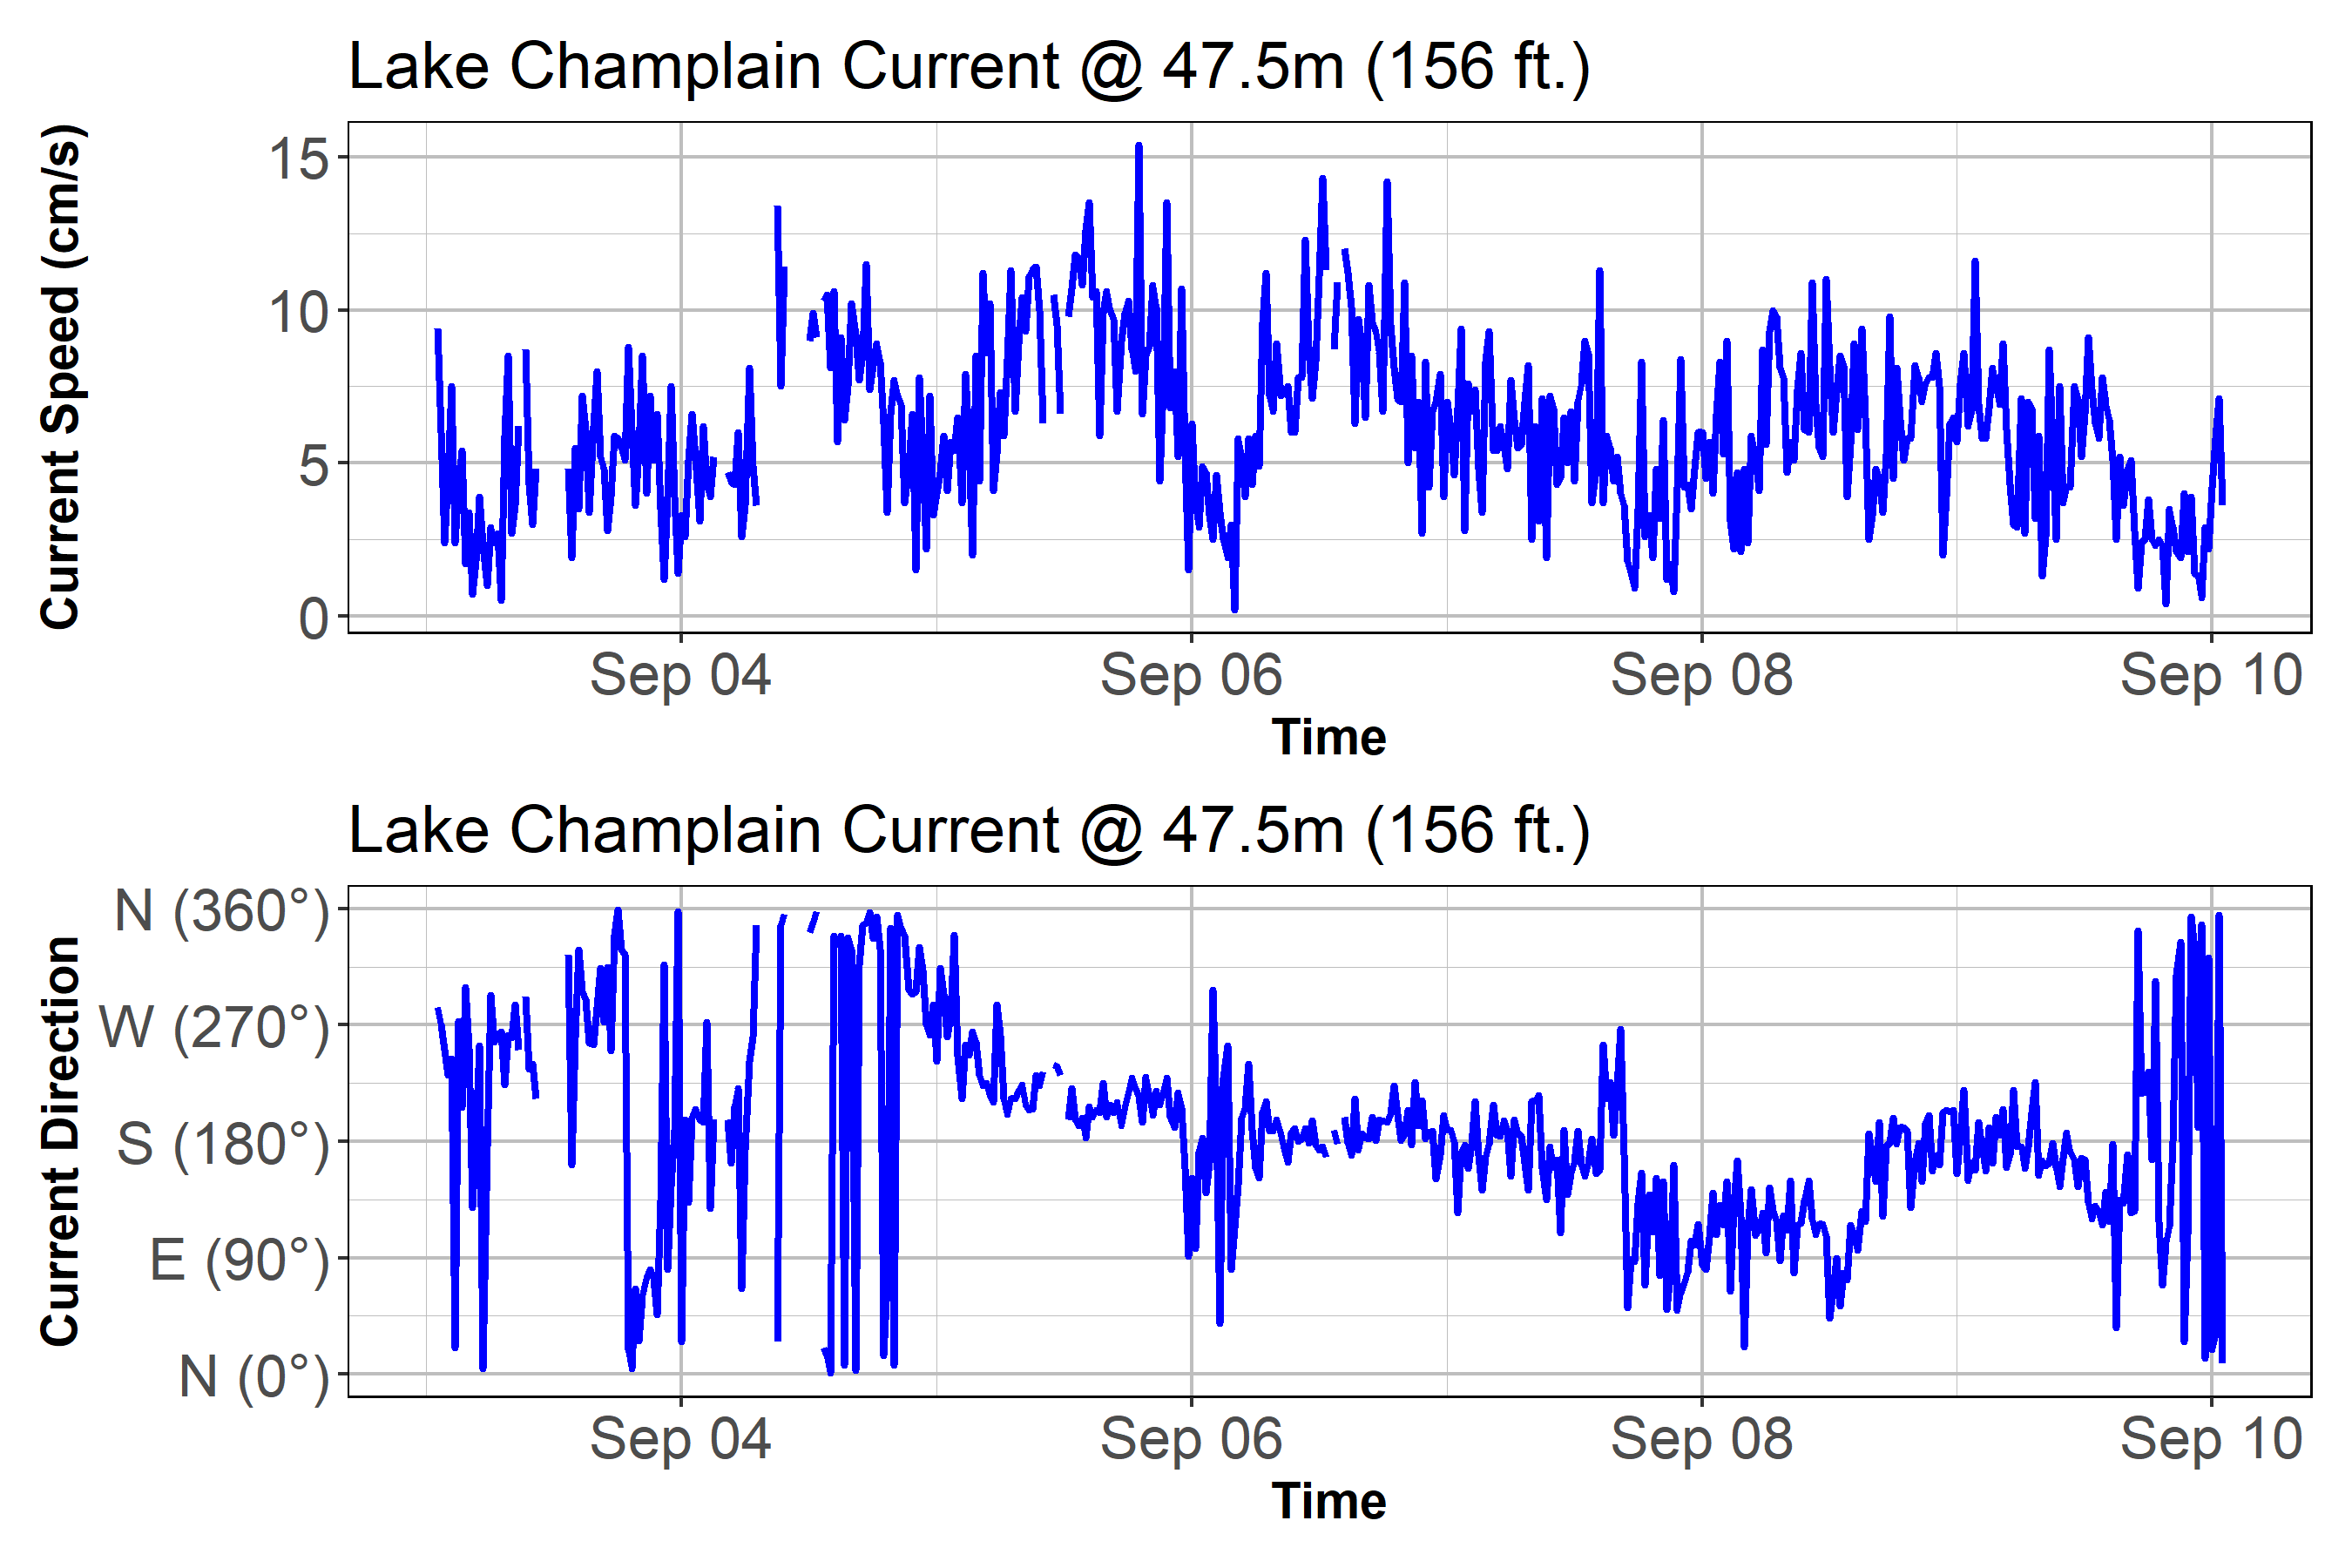 Lake Champlain Current @ 47.5m (156 ft.)
Current Speed (cm/s)
15
10
5
0
Sep 04 Sep 06 Sep 08 Sep 10
Time
Lake Champlain Current @ 47.5m (156 ft.)
Current Direction
N (360°)
W (270°)
S (180°)
E (90°)
N (0°)
Sep 04 Sep 06 Sep 08 Sep 10
Time